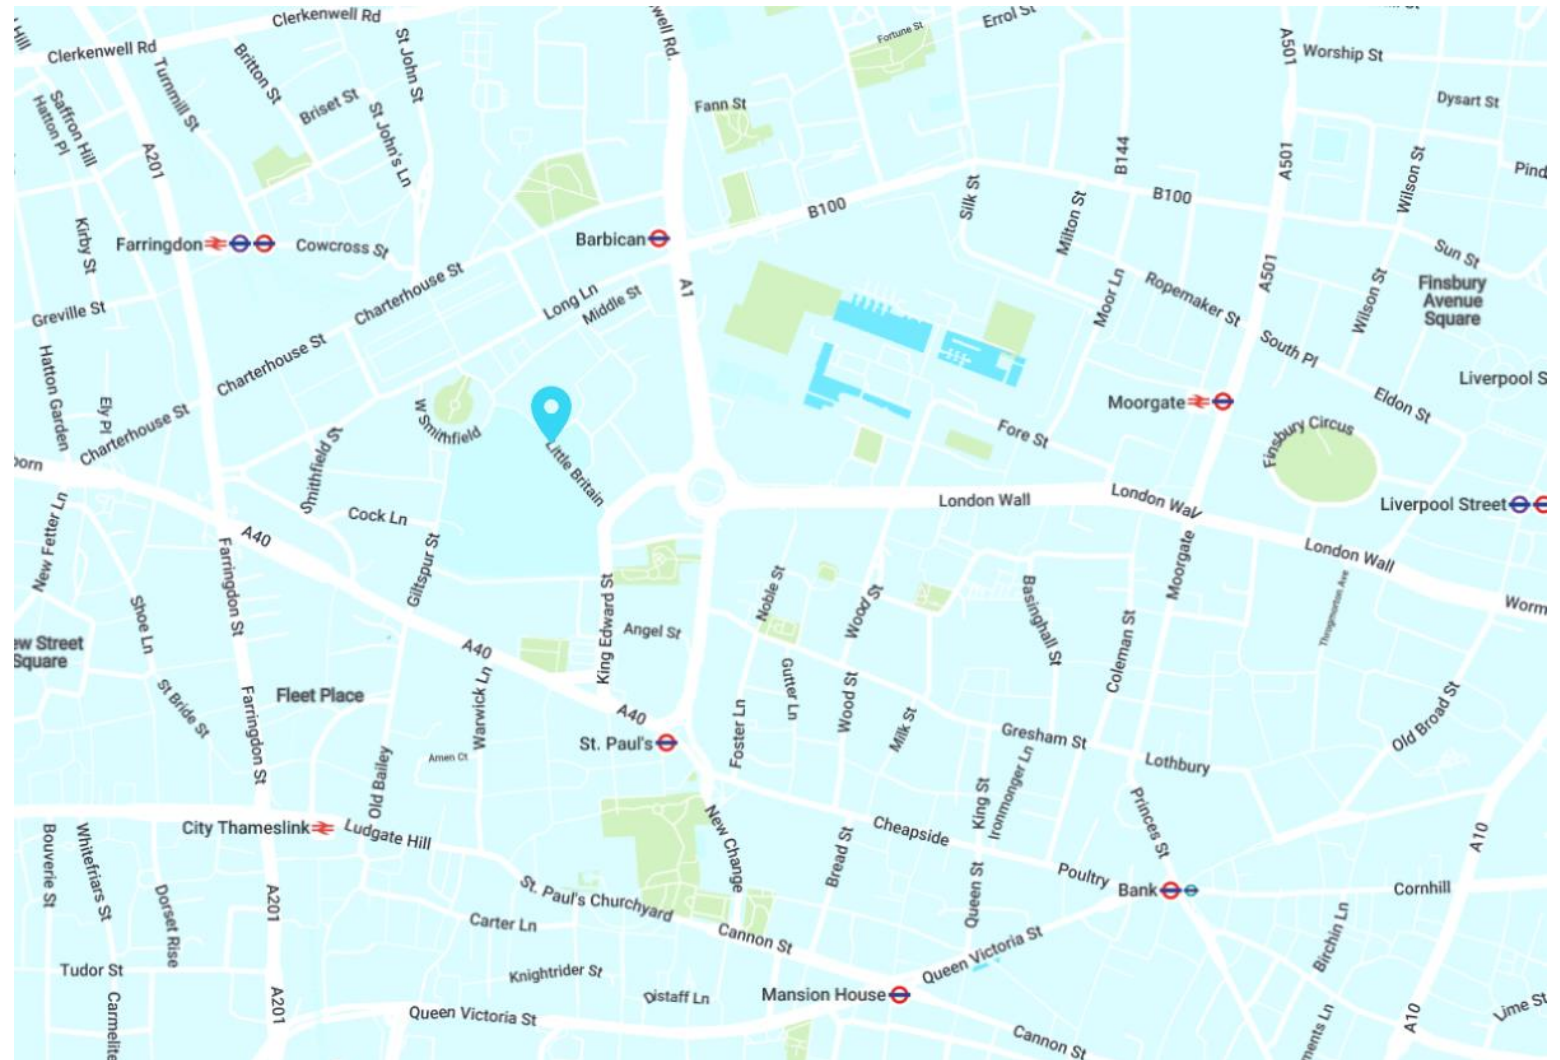 Clerkenwell Rd
Errol St
Fortune St
Clerkenwell Rd
St John St
A501
Worship St
Britton St
Turnmill St
Briset St
Fann St
Dysart St
Saffron Hill
Hatton Pl
St John's Ln
A201
B144
A501
Wilson St
B100
Silk St
Milton St
B100
Kirby St
Farringdon
Cowcross St
Barbican
Sun St
Charterhouse St
Long Ln
Middle St
A1
Moor Ln
Ropemaker St
A501
Wilson St
Finsbury
Avenue
Square
Greville St
Hatton Garden
Charterhouse St
South Pl
Ely Pl
Charterhouse St
W Smithfield
Moorgate
Eldon St
Little Britain
Fore St
Finsbury Circus
Smithfield St
Cock Ln
London Wall
London Wall
Liverpool Street
New Fetter Ln
A40
Giltspur St
London Wall
Farringdon St
Shoe Ln
King Edward St
Angel St
Noble St
Wood St
Basinghall St
Moorgate
Coleman St
Throgmorton Ave
Square
A40
Fleet Place
St Bride St
Farringdon St
Warwick Ln
A40
Gutter Ln
Wood St
Milk St
Foster Ln
Gresham St
Lothbury
Old Broad St
St. Paul's
Amen Ct
Old Bailey
City Thameslink
Ludgate Hill
New Change
Cheapside
Bread St
King St
Ironmonger Ln
Princes St
A10
Bouverie St
Whitefriars St
Dorset Rise
A201
St. Paul's Churchyard
Carter Ln
Cannon St
Queen St
Poultry
Bank
Cornhill
Birchin Ln
Tudor St
Knightrider St
Distaff Ln
Mansion House
Queen Victoria St
A201
Queen Victoria St
Cannon St
A10
Lime St